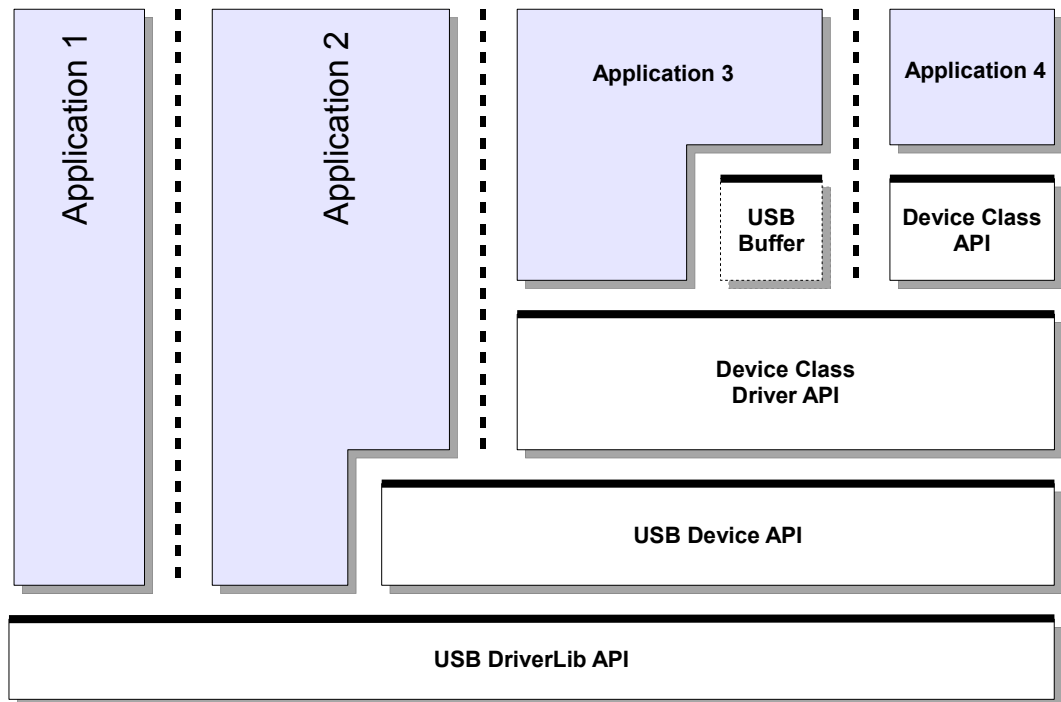 Application 1
Application 2
Application 3
Application 4
USB
Buffer
Device Class
API
Device Class
Driver API
USB Device API
USB DriverLib API